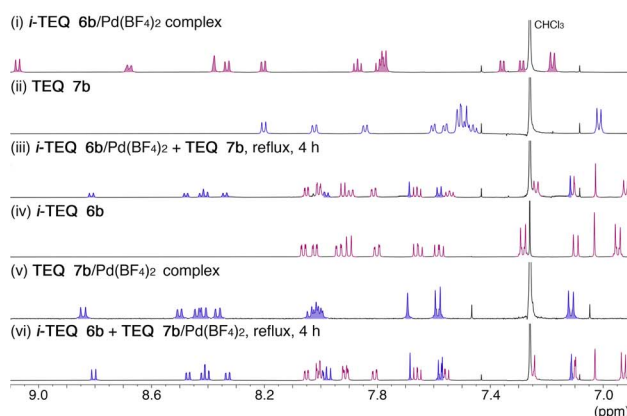 (i) i-TEQ 6b/Pd(BF₄)₂ complex
CHCl₃
(ii) TEQ 7b
(iii) i-TEQ 6b/Pd(BF₄)₂ + TEQ 7b, reflux, 4 h
(iv) i-TEQ 6b
(v) TEQ 7b/Pd(BF₄)₂ complex
(vi) i-TEQ 6b + TEQ 7b/Pd(BF₄)₂, reflux, 4 h
9.0 8.6 8.2 7.8 7.4 7.0
(ppm)